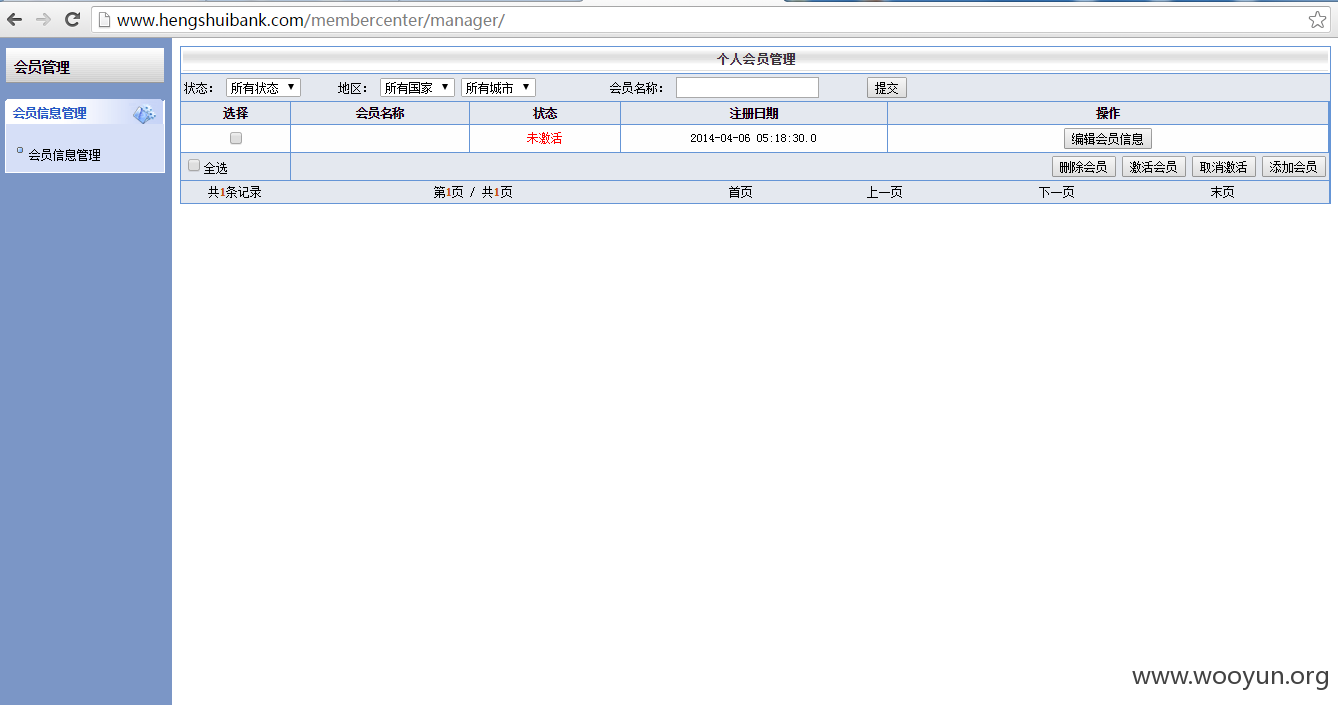 www.hengshuibank.com/membercenter/manager/
会员管理
会员信息管理
会员信息管理
个人会员管理
状态： 所有状态 地区： 所有国家 所有城市 会员名称： 提交
选择 会员名称 状态 注册日期 操作
未激活 2014-04-06 05:18:30.0 编辑会员信息
全选 删除会员 激活会员 取消激活 添加会员
共1条记录 第1页 / 共1页 首页 上一页 下一页 末页
www.wooyun.org